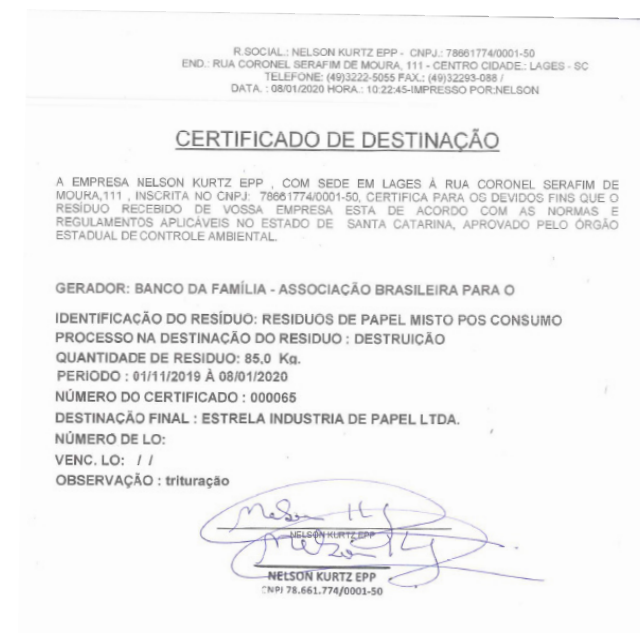 R.SOCIAL.: NELSON KURTZ EPP - CNPJ.: 78661774/0001-50
END.: RUA CORONEL SERAFIM DE MOURA, 111 - CENTRO CIDADE.: LAGES - SC
TELEFONE: (49)3222-5055 FAX.: (49)32293-088 /
DATA. : 08/01/2020 HORA.: 10:22:45-IMPRESSO POR:NELSON
CERTIFICADO DE DESTINAÇÃO
A EMPRESA NELSON KURTZ EPP , COM SEDE EM LAGES À RUA CORONEL SERAFIM DE
MOURA,111 , INSCRITA NO CNPJ: 78661774/0001-50, CERTIFICA PARA OS DEVIDOS FINS QUE O
RESÍDUO RECEBIDO DE VOSSA EMPRESA ESTA DE ACORDO COM AS NORMAS E
REGULAMENTOS APLICÁVEIS NO ESTADO DE SANTA CATARINA, APROVADO PELO ÓRGÃO
ESTADUAL DE CONTROLE AMBIENTAL.
GERADOR: BANCO DA FAMÍLIA - ASSOCIAÇÃO BRASILEIRA PARA O
IDENTIFICAÇÃO DO RESÍDUO: RESIDUOS DE PAPEL MISTO POS CONSUMO
PROCESSO NA DESTINAÇÃO DO RESIDUO : DESTRUIÇÃO
QUANTIDADE DE RESIDUO: 85,0 Kg.
PERIODO : 01/11/2019 À 08/01/2020
NÚMERO DO CERTIFICADO : 000065
DESTINAÇÃO FINAL : ESTRELA INDUSTRIA DE PAPEL LTDA.
NÚMERO DE LO:
VENC. LO: / /
OBSERVAÇÃO : trituração
NELSON KURTZ EPP
NELSON KURTZ EPP
CNPJ 78.661.774/0001-50